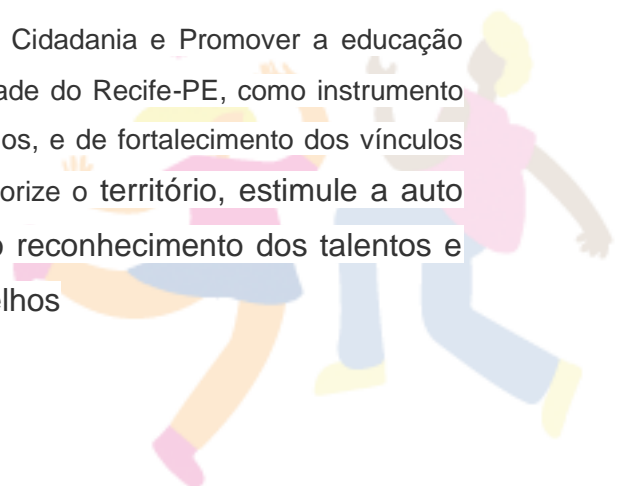 Cidadania e Promover a educação
ade do Recife-PE, como instrumento
os, e de fortalecimento dos vínculos
orize o território, estimule a auto
o reconhecimento dos talentos e
elhos